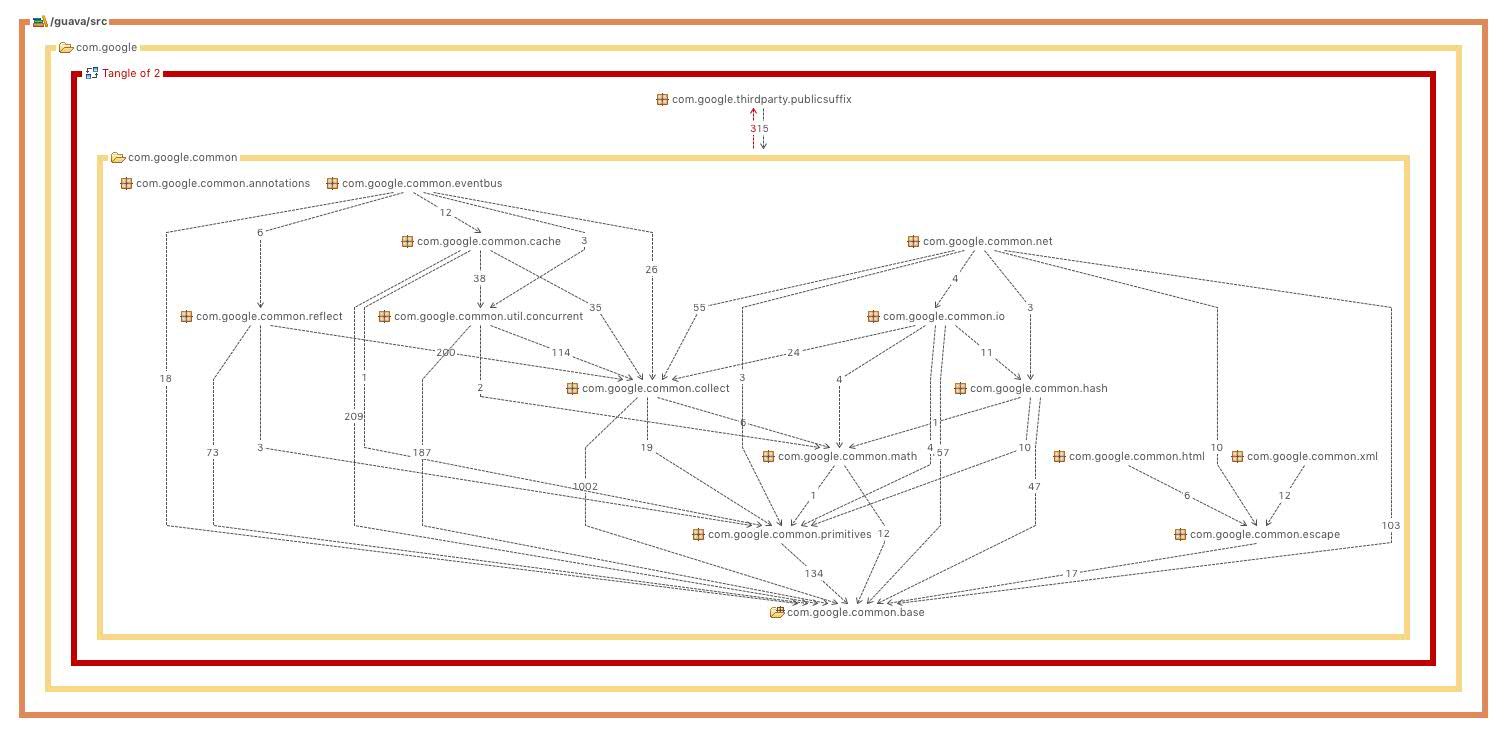 /guava/src
com.google
Tangle of 2
com.google.thirdparty.publicsuffix
315
com.google.common
com.google.common.annotations com.google.common.eventbus
12
6 3
com.google.common.cache com.google.common.net
26
38 4
35 55 3
com.google.common.reflect com.google.common.util.concurrent com.google.common.io
200 114 24 11
18 1 3 4
2
com.google.common.collect com.google.common.hash
209 6 1
73 3 187 19 4 57 10 10
com.google.common.math com.google.common.html com.google.common.xml
1002 47
1 6 12
103
com.google.common.primitives 12 com.google.common.escape
134 17
com.google.common.base